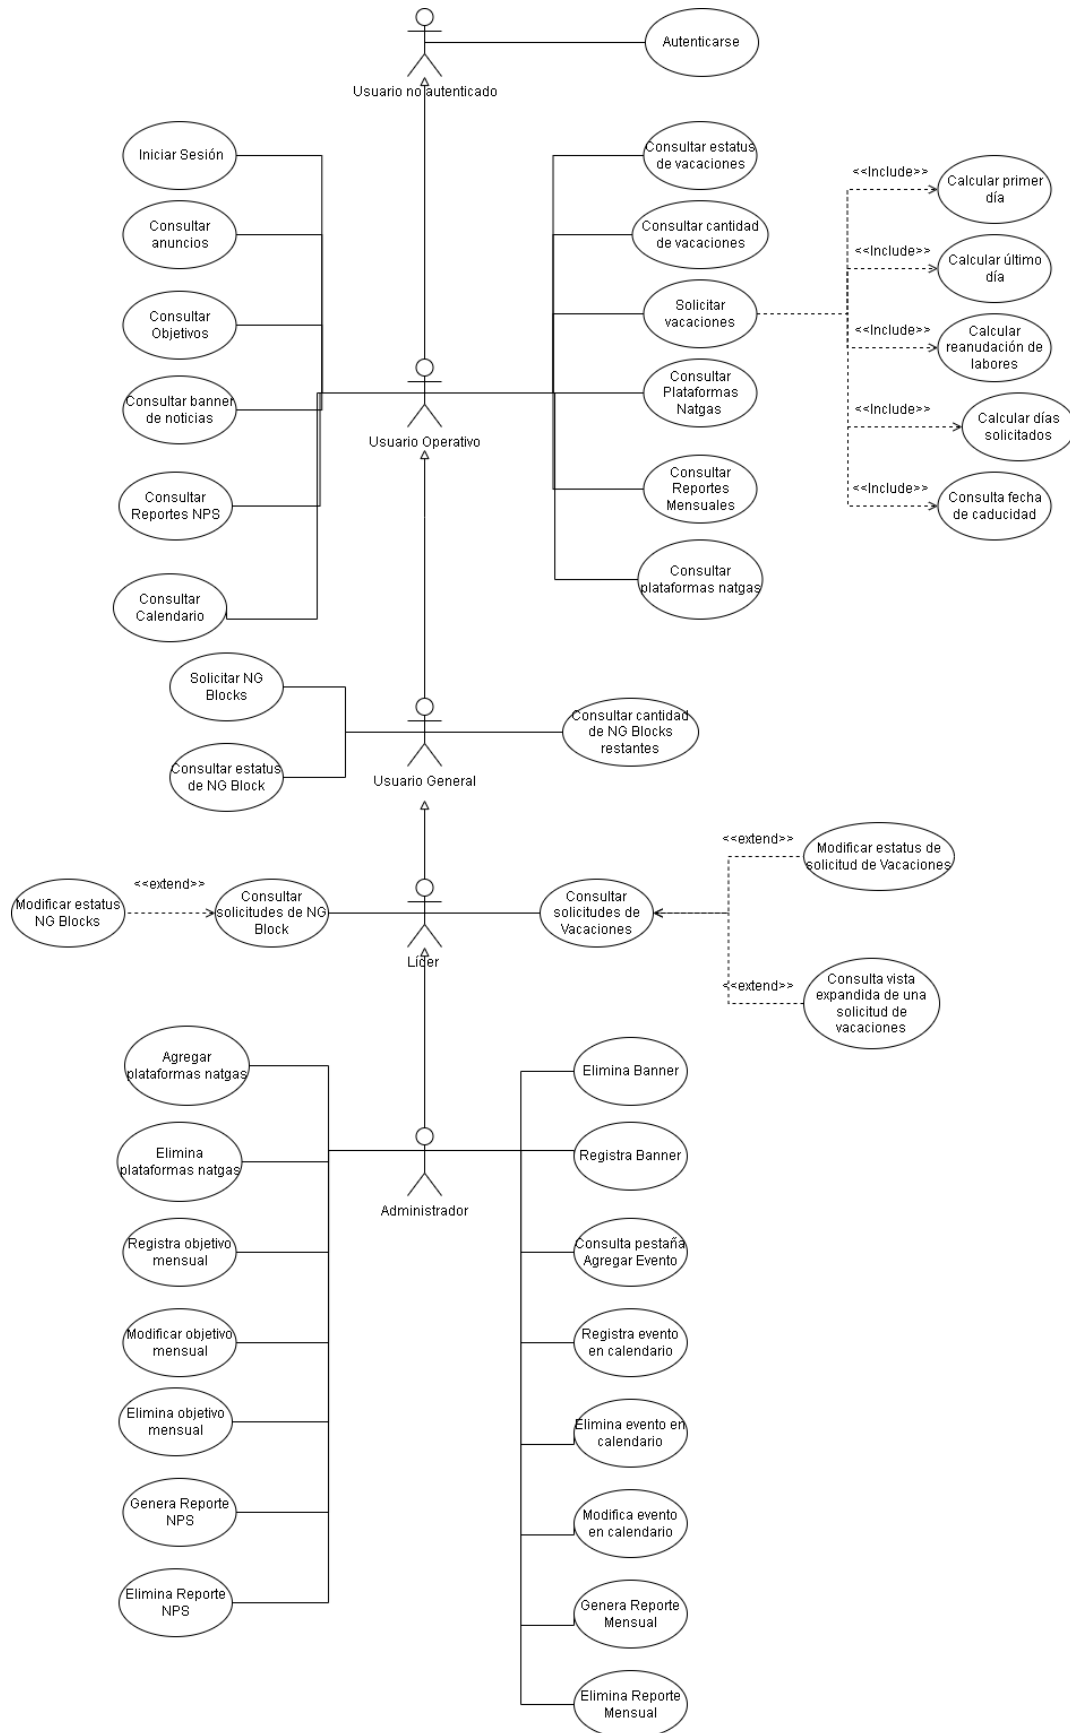 Autenticarse
Usuario no autenticado
Iniciar Sesión
Consultar estatus
de vacaciones
<<Include>>
Calcular primer
día
Consultar
anuncios
Consultar cantidad
de vacaciones
<<Include>>
Calcular último
día
Consultar
Objetivos
Solicitar
vacaciones
<<Include>>
Calcular
reanudación de
labores
Consultar banner
de noticias
Usuario Operativo
Consultar
Plataformas
Natgas
<<Include>>
Calcular días
solicitados
Consultar
Reportes NPS
Consultar
Reportes
Mensuales
<<Include>>
Consulta fecha
de caducidad
Consultar
Calendario
Consultar
plataformas natgas
Solicitar NG
Blocks
Consultar estatus
de NG Block
Usuario General
Consultar cantidad
de NG Blocks
restantes
Modificar estatus
NG Blocks
<<extend>>
Consultar
solicitudes de NG
Block
Líder
Consultar
solicitudes de
Vacaciones
<<extend>>
Modificar estatus de
solicitud de Vacaciones
<<extend>>
Consulta vista
expandida de una
solicitud de
vacaciones
Agregar
plataformas natgas
Elimina Banner
Elimina
plataformas natgas
Administrador
Registra Banner
Registra objetivo
mensual
Consulta pestaña
Agregar Evento
Modificar objetivo
mensual
Registra evento
en calendario
Elimina objetivo
mensual
Elimina evento en
calendario
Genera Reporte
NPS
Modifica evento
en calendario
Elimina Reporte
NPS
Genera Reporte
Mensual
Elimina Reporte
Mensual